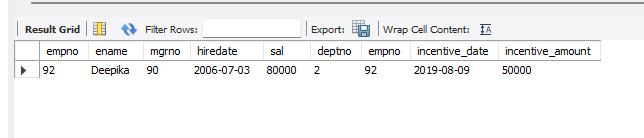 Result Grid Filter Rows: Export: Wrap Cell Content:
empno ename mgrno hiredate sal deptno empno incentive_date incentive_amount
92 Deepika 90 2006-07-03 80000 2 92 2019-08-09 50000